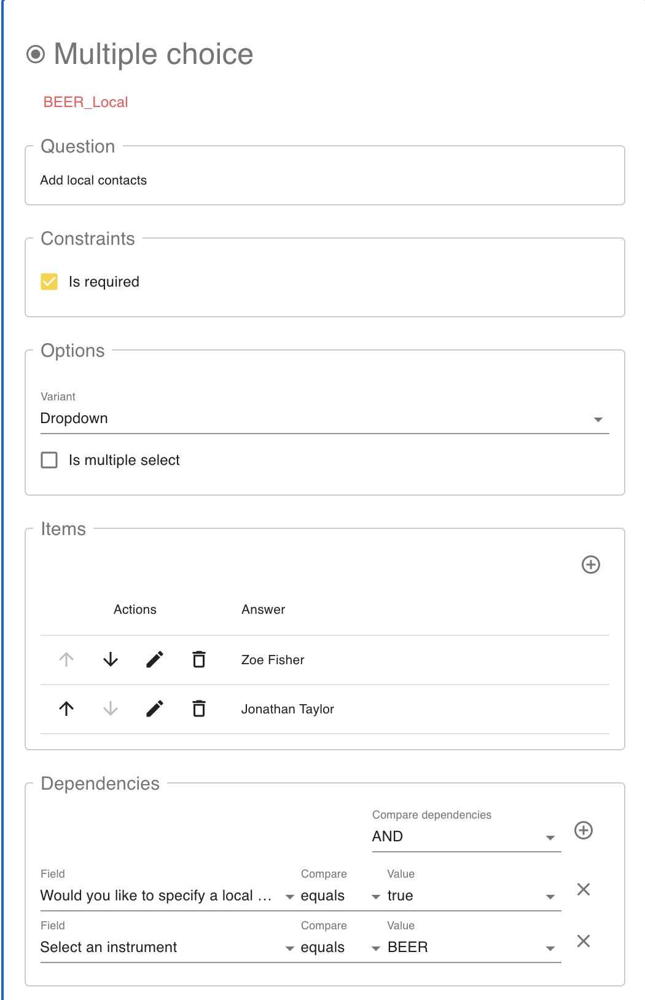 Multiple choice
BEER_Local
Question
Add local contacts
Constraints
Is required
Options
Variant
Dropdown
Is multiple select
Items
Actions Answer
Zoe Fisher
Jonathan Taylor
Dependencies
Compare dependencies
AND
Field Compare Value
Would you like to specify a local ... equals true
Field Compare Value
Select an instrument equals BEER